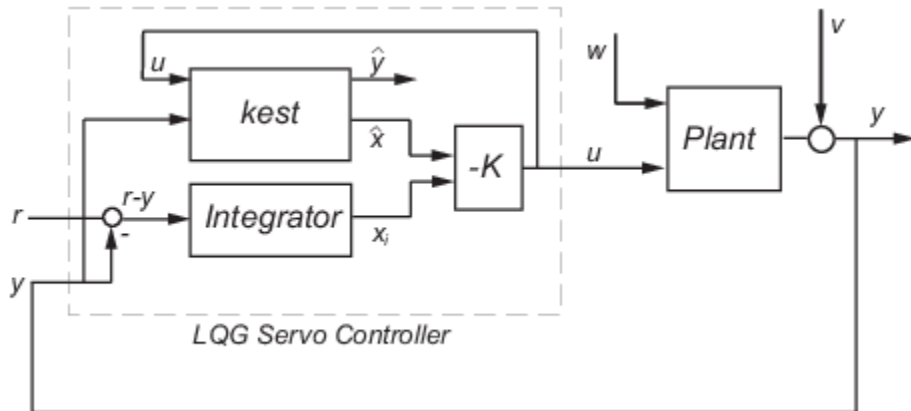 v
w
u
ŷ
kest
x̂
Plant
y
-K
u
r
r-y
-
Integrator
xᵢ
y
LQG Servo Controller